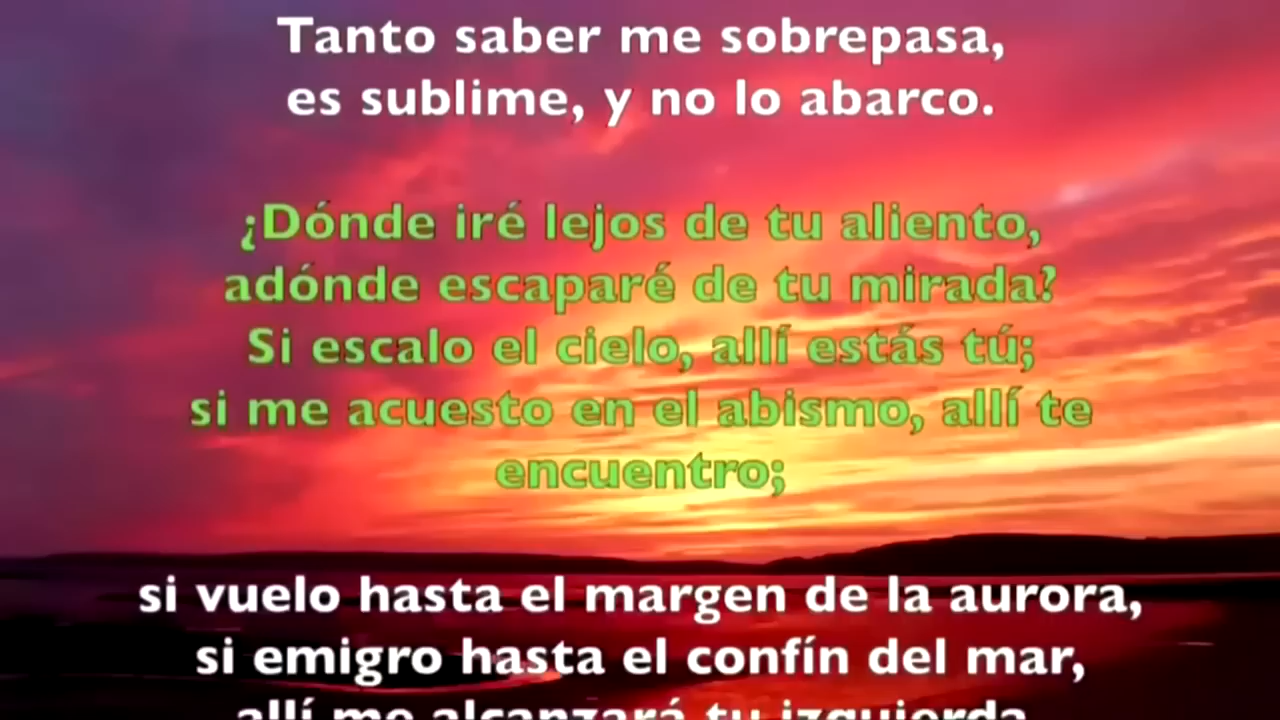 Tanto saber me sobrepasa,
es sublime, y no lo abarco.
¿Dónde iré lejos de tu aliento,
adónde escaparé de tu mirada?
Si escalo el cielo, allí estás tú;
si me acuesto en el abismo, allí te
encuentro;
si vuelo hasta el margen de la aurora,
si emigro hasta el confín del mar,
allí me alcanzará tu izquierda